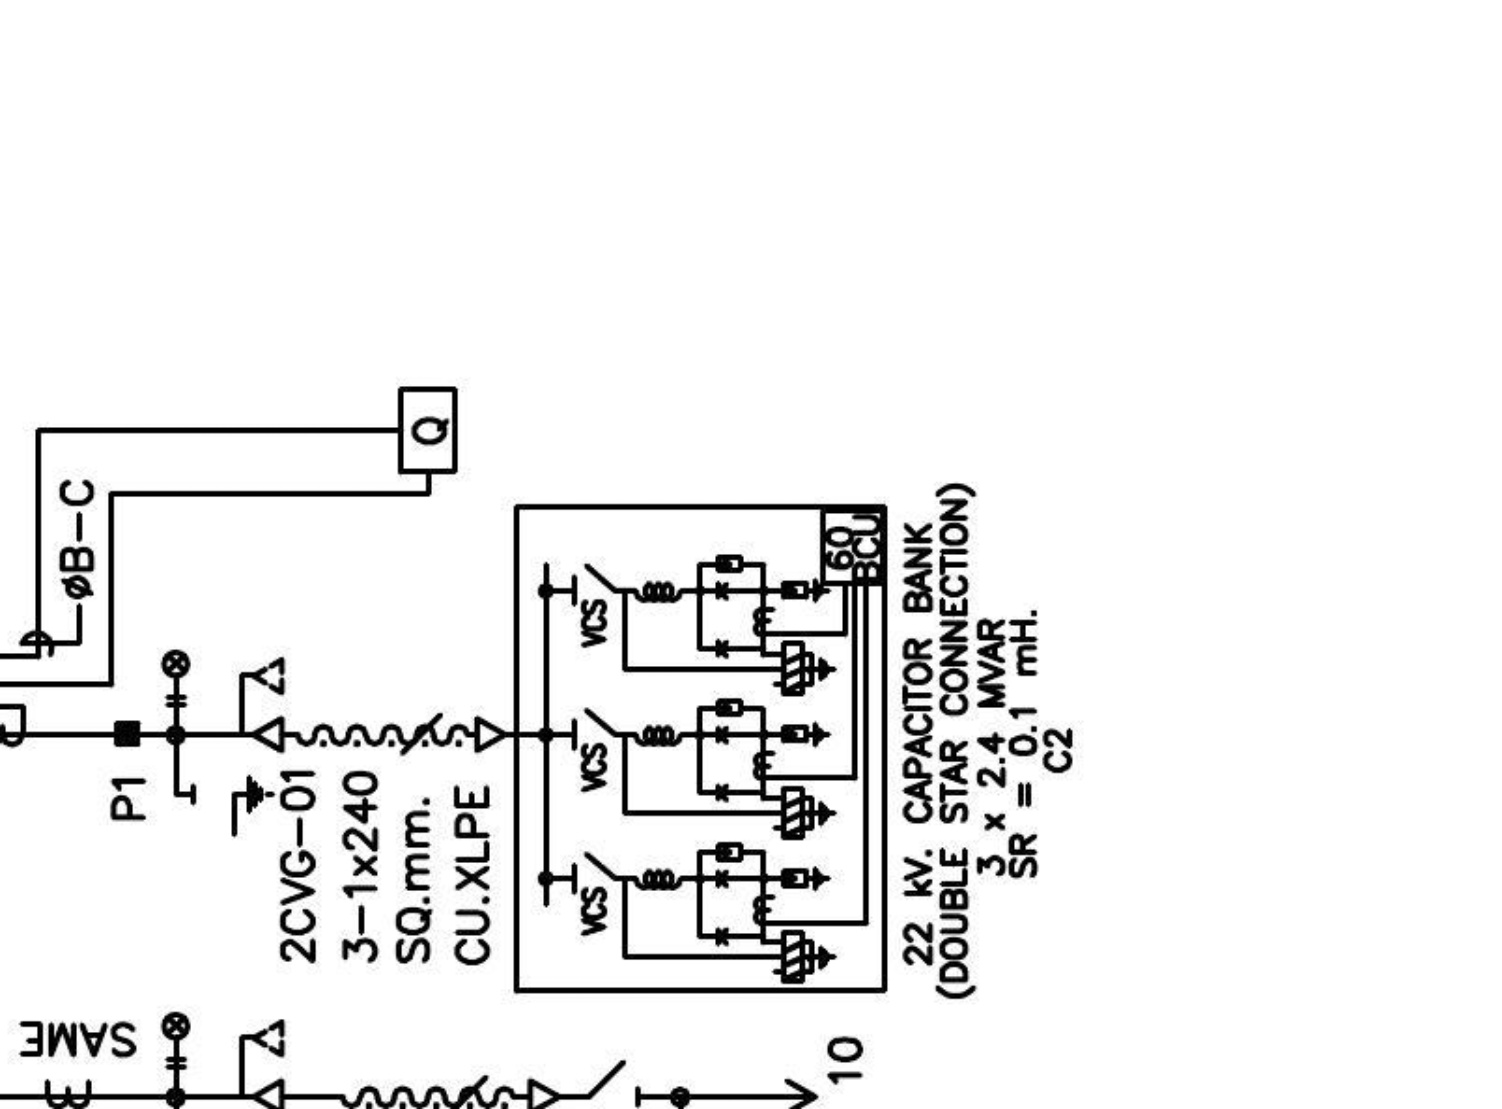 Q
øB-C
P1
2CVG-01
3-1x240
SQ.mm.
CU.XLPE
VCS
VCS
VCS
60
BCU
22 kV. CAPACITOR BANK
(DOUBLE STAR CONNECTION)
3 x 2.4 MVAR
SR = 0.1 mH.
C2
SAME
10